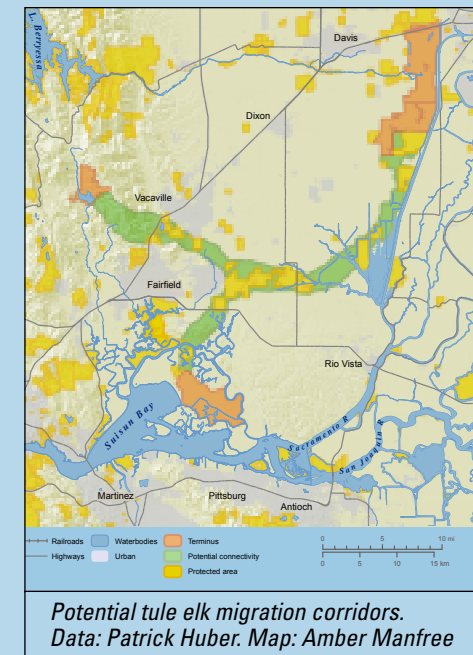 L. Berryessa
Davis
Dixon
Vacaville
Fairfield
Rio Vista
Suisun Bay
Sacramento R
San Joaquin R
Martinez
Pittsburg
Antioch
Railroads
Waterbodies
Terminus
0 5 10 mi
Highways
Urban
Potential connectivity
Protected area
0 5 10 15 km
Potential tule elk migration corridors.
Data: Patrick Huber. Map: Amber Manfree